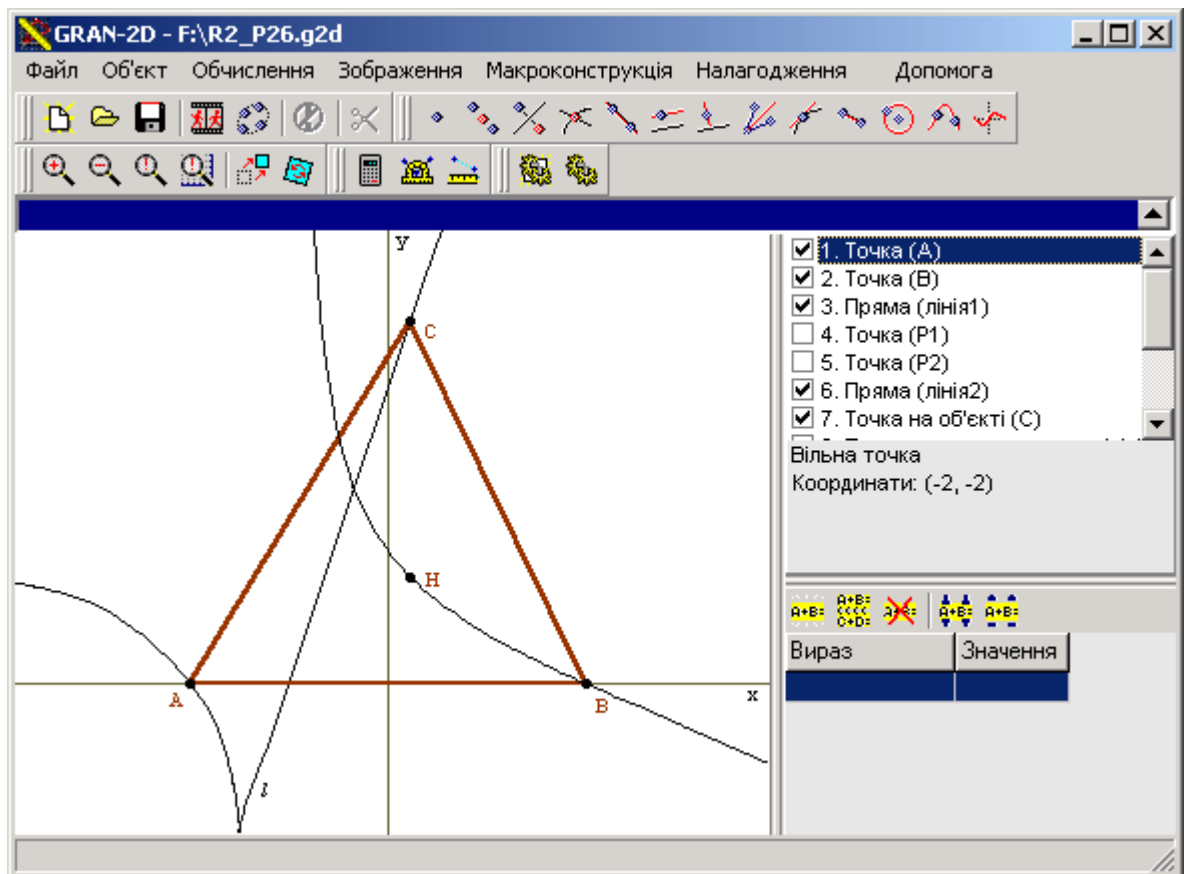 GRAN-2D - F:\R2_P26.g2d
Файл Об'єкт Обчислення Зображення Макроконструкція Налагодження Допомога
y
C
H
A
B
x
l
1. Точка (A)
2. Точка (B)
3. Пряма (лінія1)
4. Точка (P1)
5. Точка (P2)
6. Пряма (лінія2)
7. Точка на об'єкті (C)
Вільна точка
Координати: (-2, -2)
A+B= A+B= C+D= A+B= A+B= A+B=
Вираз Значення